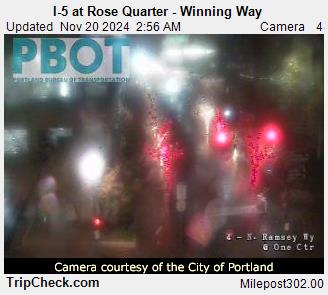 I-5 at Rose Quarter - Winning Way
Updated Nov 20 2024 2:56 AM Camera 4
PBOT
PORTLAND BUREAU OF TRANSPORTATION
4 - N. Ramsey Wy
@ One Ctr
Camera courtesy of the City of Portland
TripCheck.com Milepost302.00